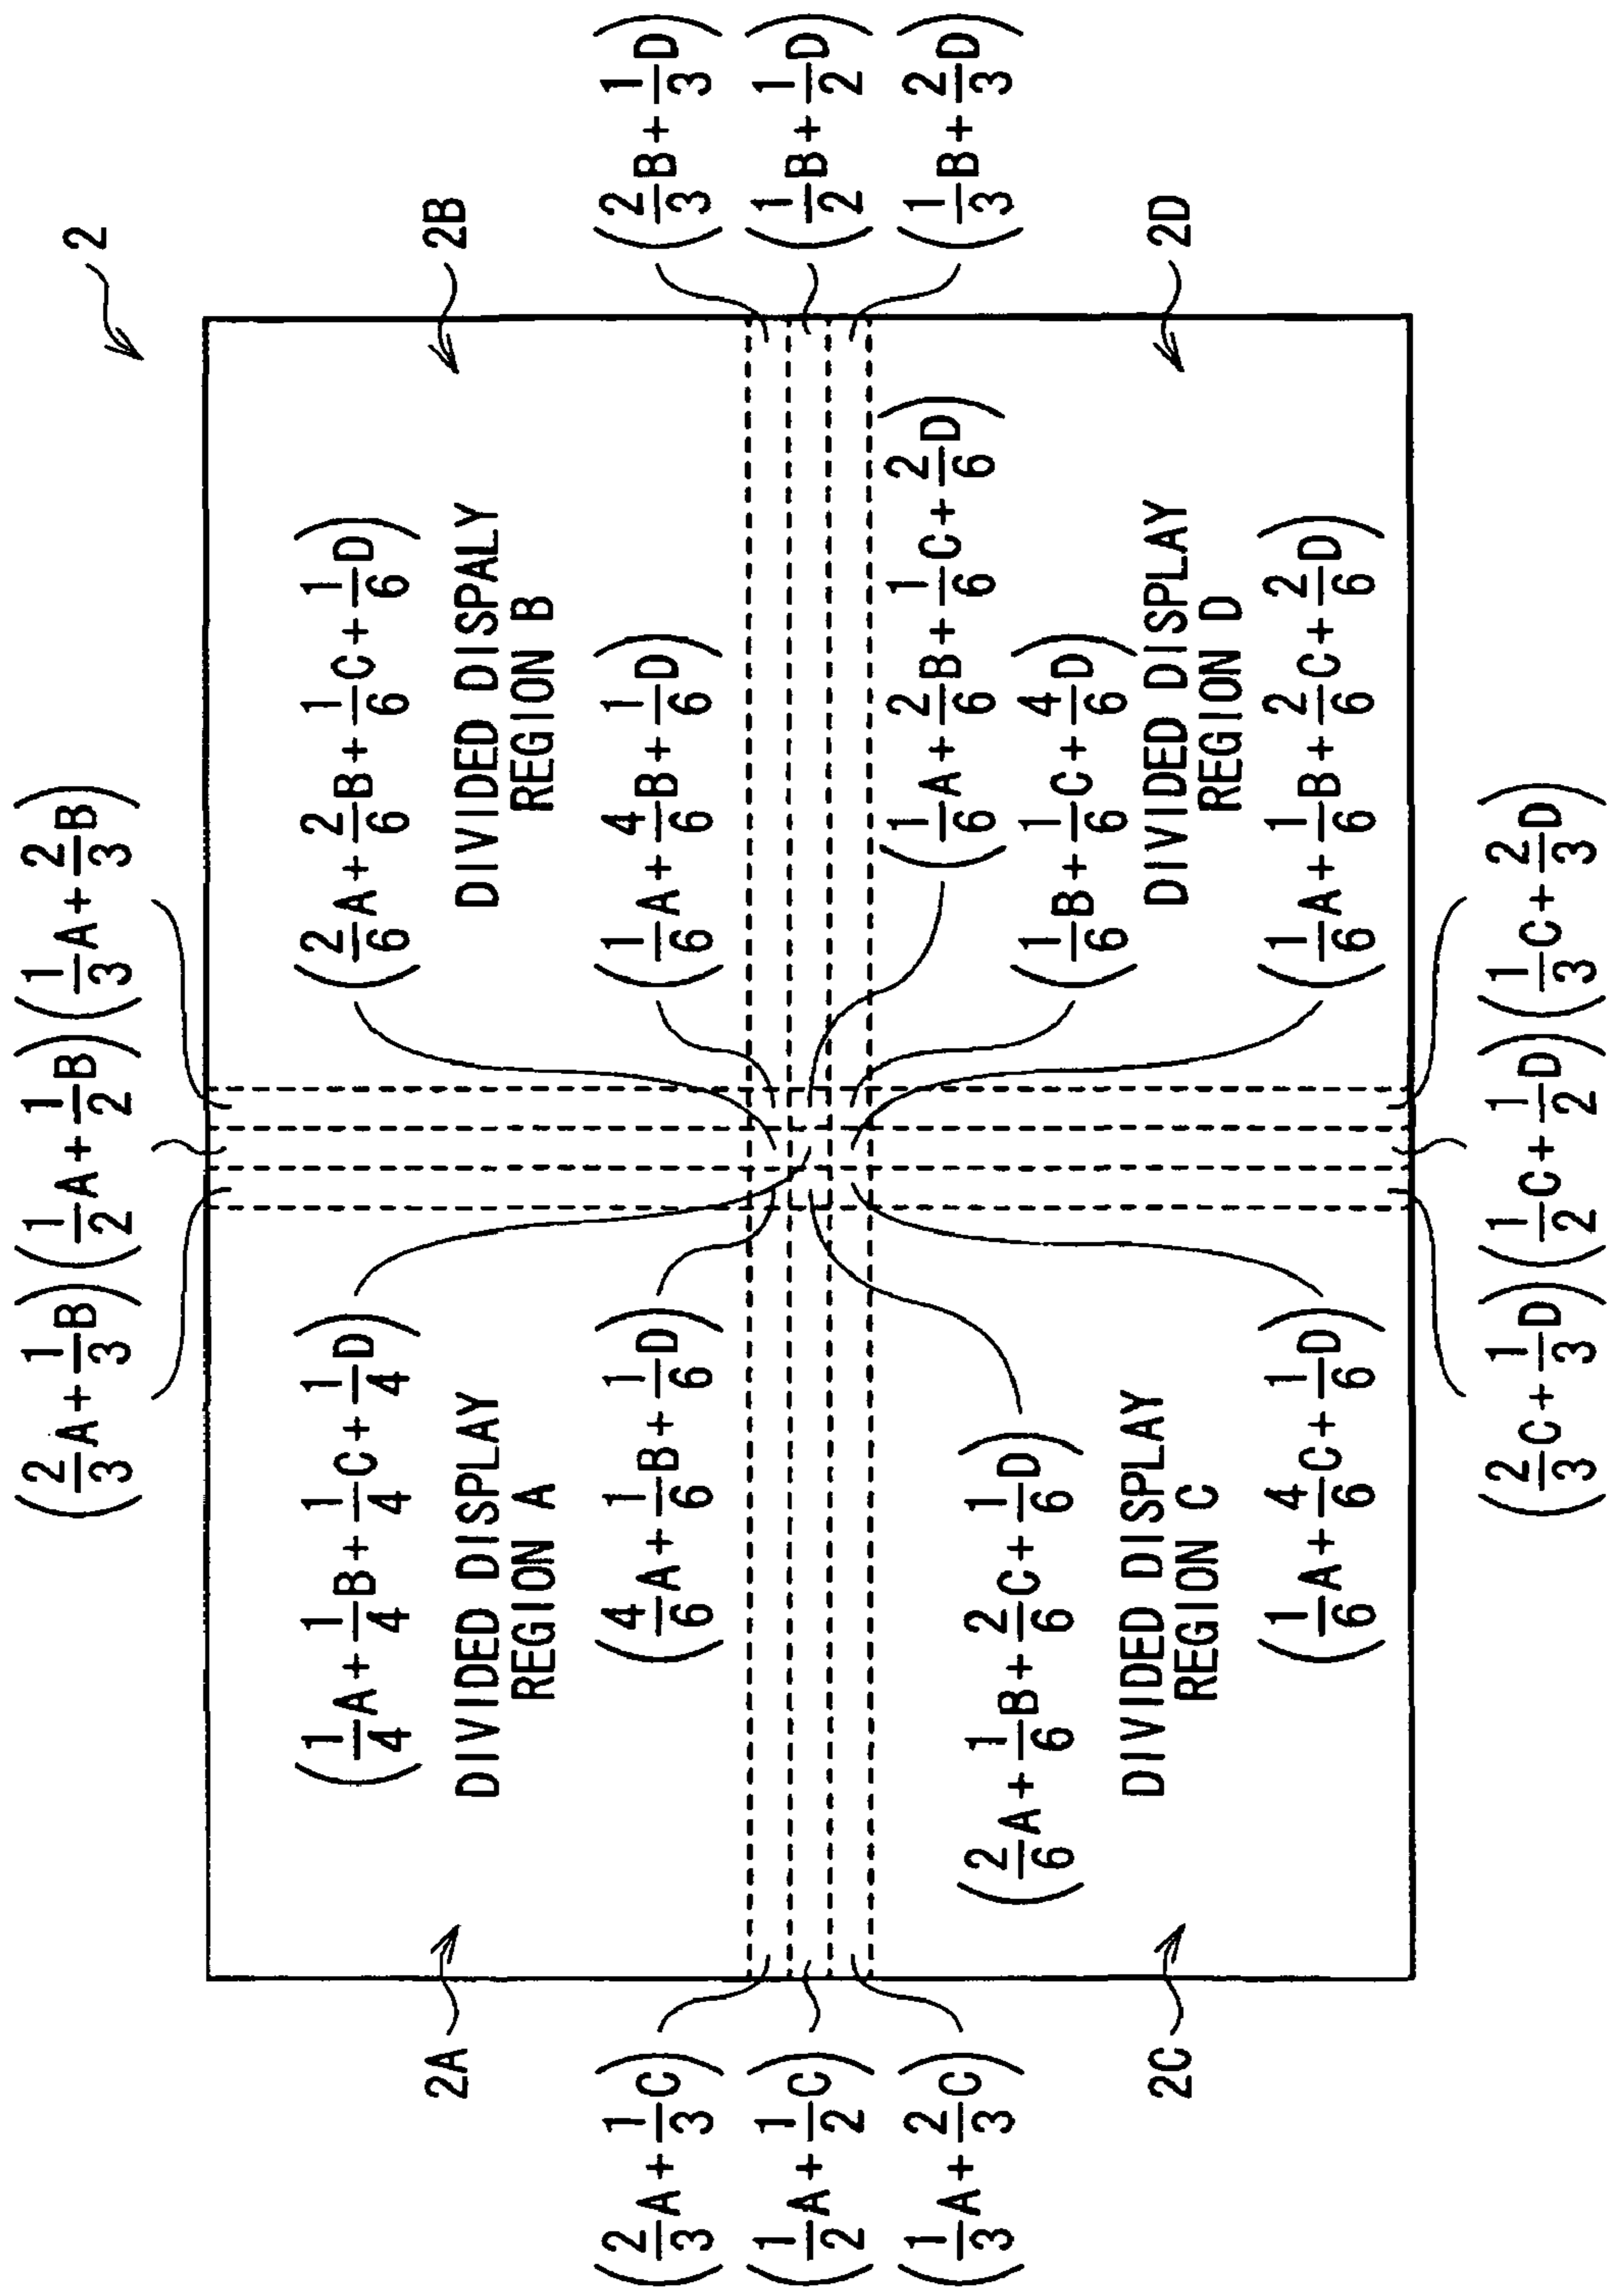 2
(2/3A+1/3B) (1/2A+1/2B) (1/3A+2/3B)
(1/4A+1/4B+1/4C+1/4D)
(2/6A+2/6B+1/6C+1/6D)
2A
DIVIDED DISPLAY
REGION A
DIVIDED DISPALY
REGION B
2B
(2/3A+1/3C)
(4/6A+1/6B+1/6D)
(1/6A+4/6B+1/6D)
(2/3B+1/3D)
(1/2A+1/2C)
(1/2B+1/2D)
(1/3A+2/3C)
(1/6A+2/6B+1/6C+2/6D)
(1/3B+2/3D)
(2/6A+1/6B+2/6C+1/6D)
(1/6B+1/6C+4/6D)
2C
DIVIDED DISPLAY
REGION C
DIVIDED DISPLAY
REGION D
2D
(1/6A+4/6C+1/6D)
(1/6A+1/6B+2/6C+2/6D)
(2/3C+1/3D) (1/2C+1/2D) (1/3C+2/3D)